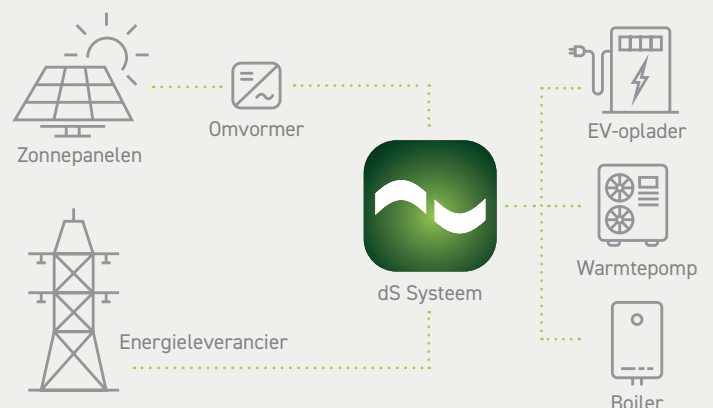 Omvormer
EV-oplader
Zonnepanelen
Warmtepomp
dS Systeem
Energieleverancier
Boiler